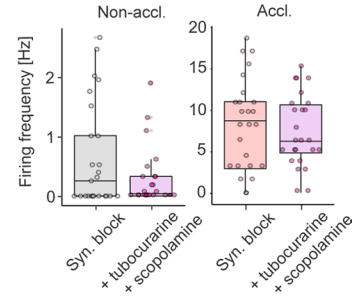 Non-accl.
Accl.
Firing frequency [Hz]
2
1
0
20
15
10
5
0
Syn. block
+ tubocurarine
+ scopolamine
Syn. block
+ tubocurarine
+ scopolamine